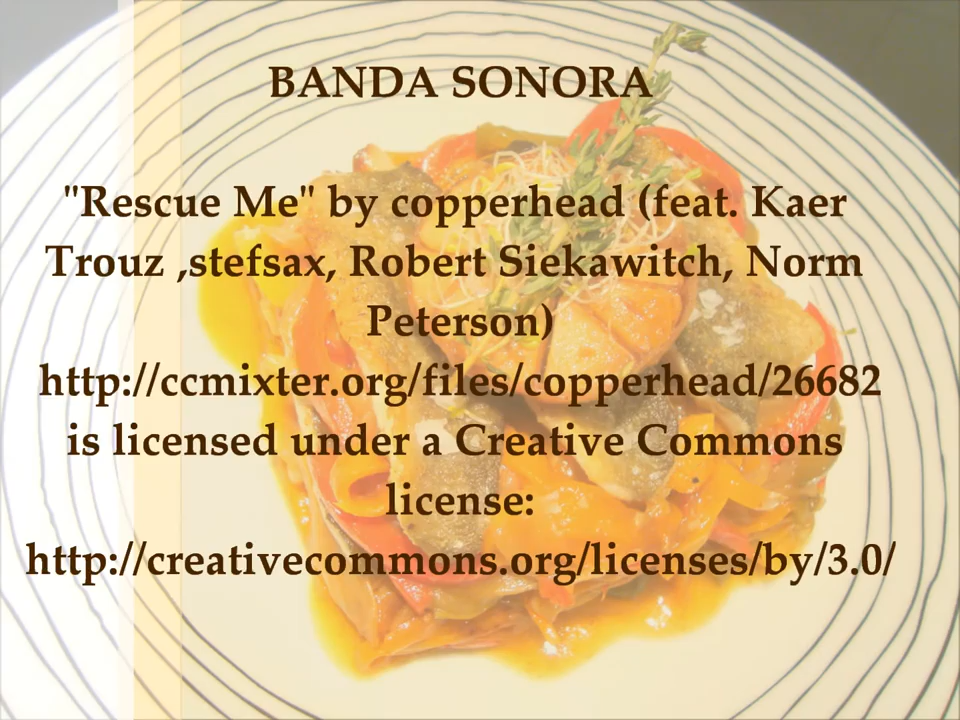 BANDA SONORA
"Rescue Me" by copperhead (feat. Kaer
Trouz ,stefsax, Robert Siekawitch, Norm
Peterson)
http://ccmixter.org/files/copperhead/26682
is licensed under a Creative Commons
license:
http://creativecommons.org/licenses/by/3.0/